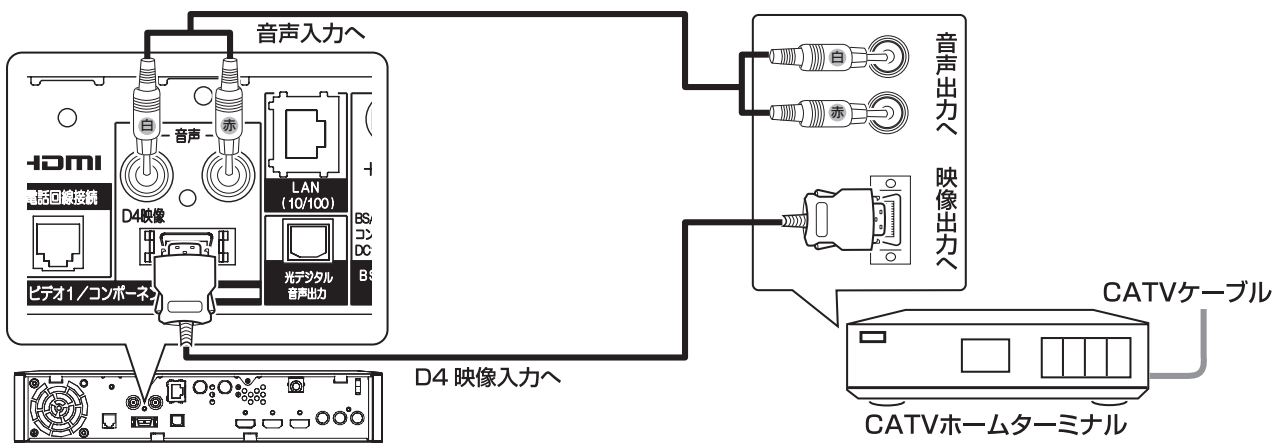 音声入力へ
白
赤
音声
HDMI
電話回線接続
D4映像
LAN
(10/100)
光デジタル
音声出力
BS/
コン
DC
BS
ビデオ1/コンポーネン
D4 映像入力へ
白
赤
音声出力へ
映像出力へ
CATVケーブル
CATVホームターミナル